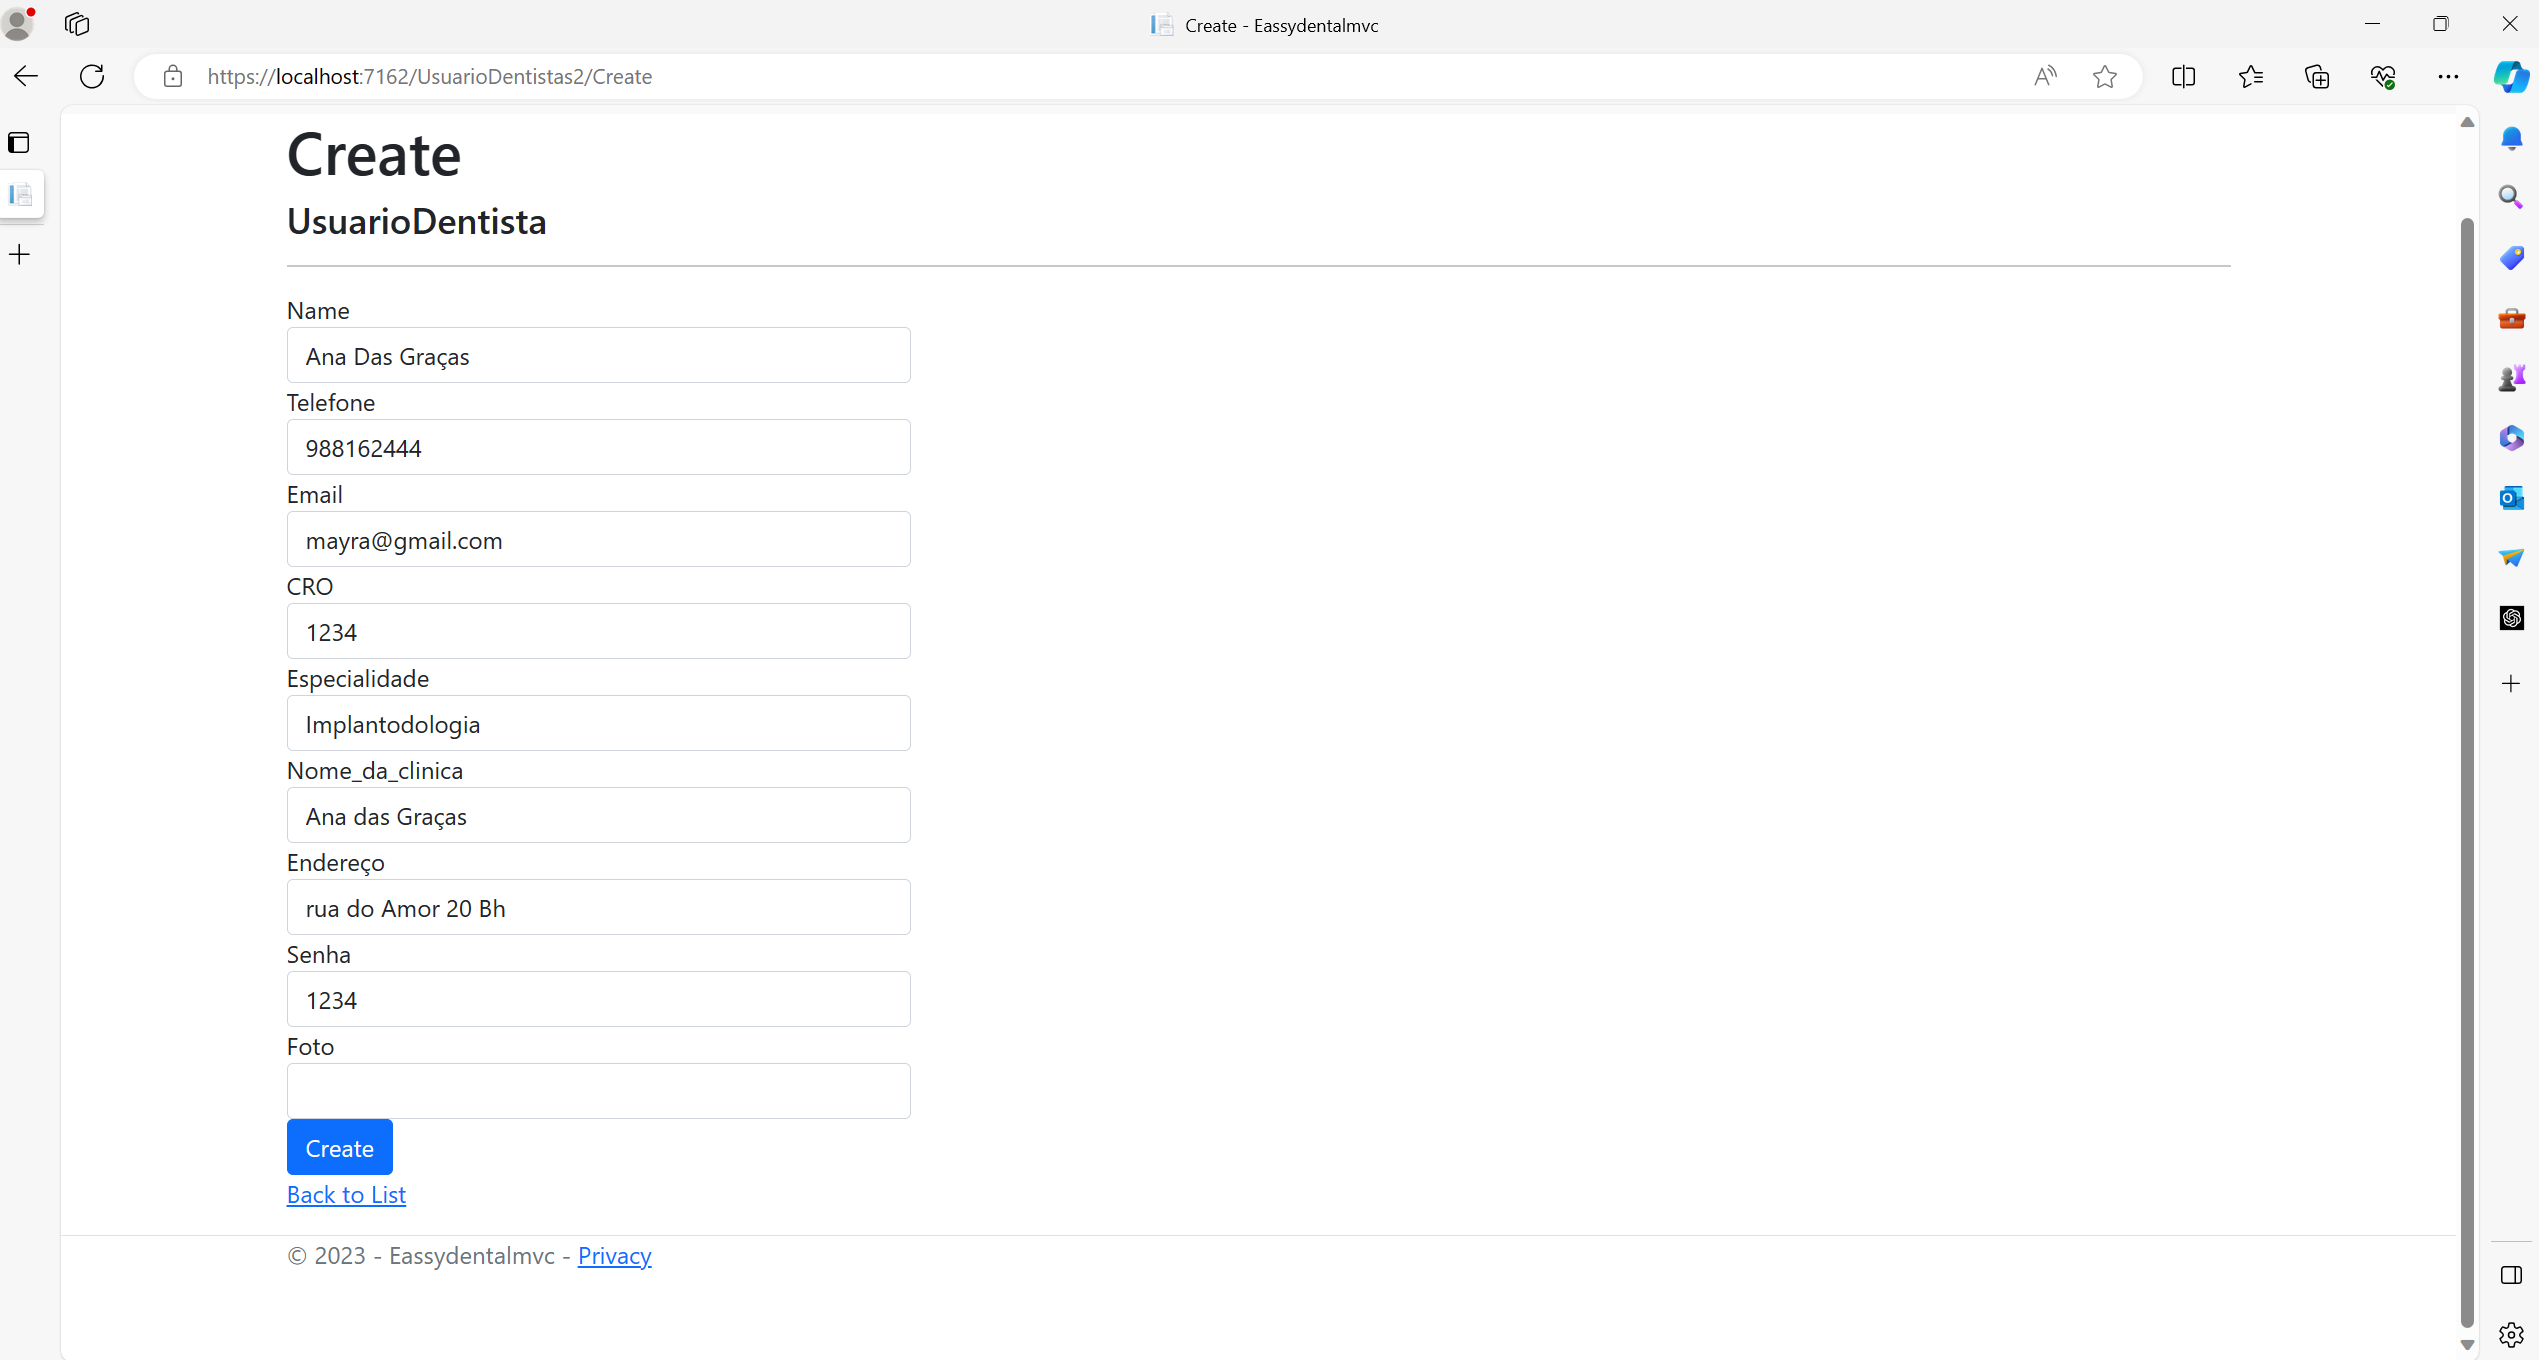 Create - Eassydentalmvc
https://localhost:7162/UsuarioDentistas2/Create
Create
UsuarioDentista
Name
Ana Das Graças
Telefone
988162444
Email
mayra@gmail.com
CRO
1234
Especialidade
Implantodologia
Nome_da_clinica
Ana das Graças
Endereço
rua do Amor 20 Bh
Senha
1234
Foto
Create
Back to List
© 2023 - Eassydentalmvc - Privacy